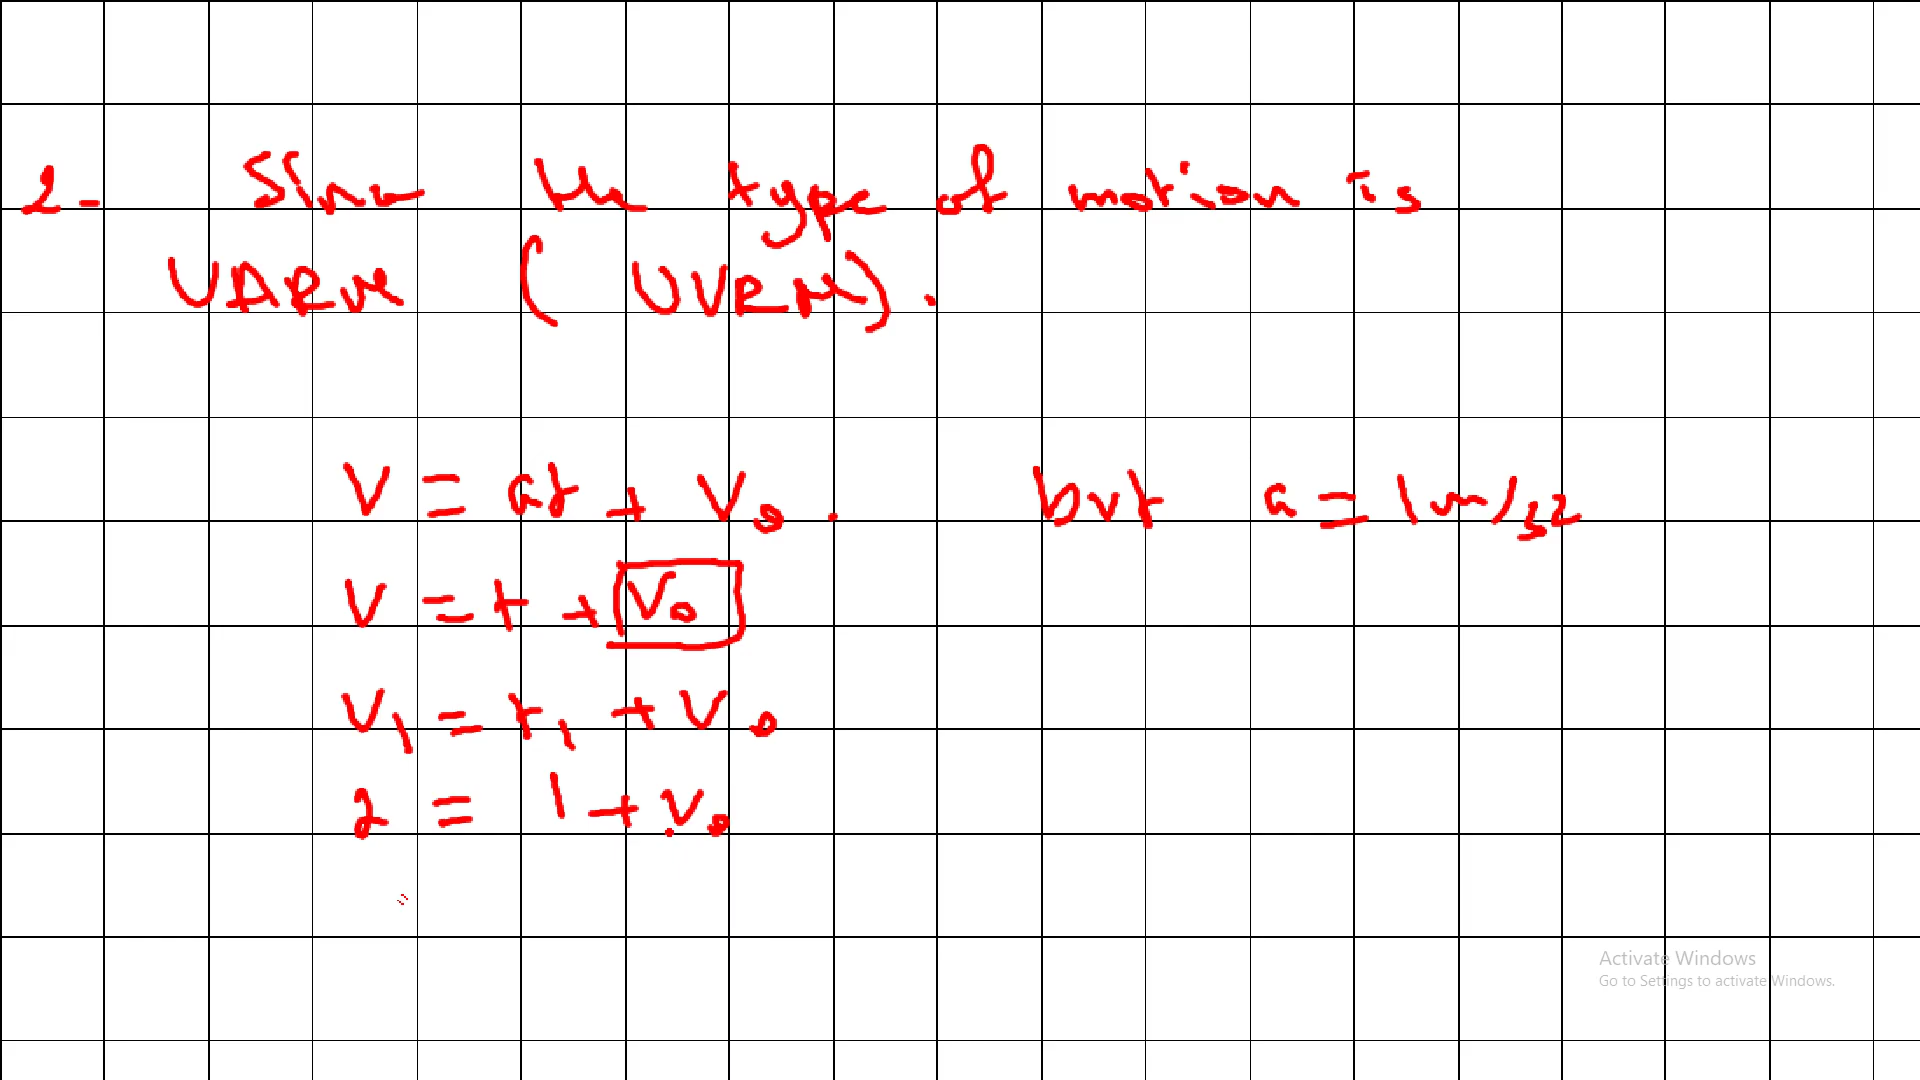 2- Since the type of motion is
UARM (UVRM).
V = at + V₀. but a = 1m/s2
V = t + V₀
V₁ = t₁ + V₀
2 = 1 + V₀
Activate Windows
Go to Settings to activate Windows.